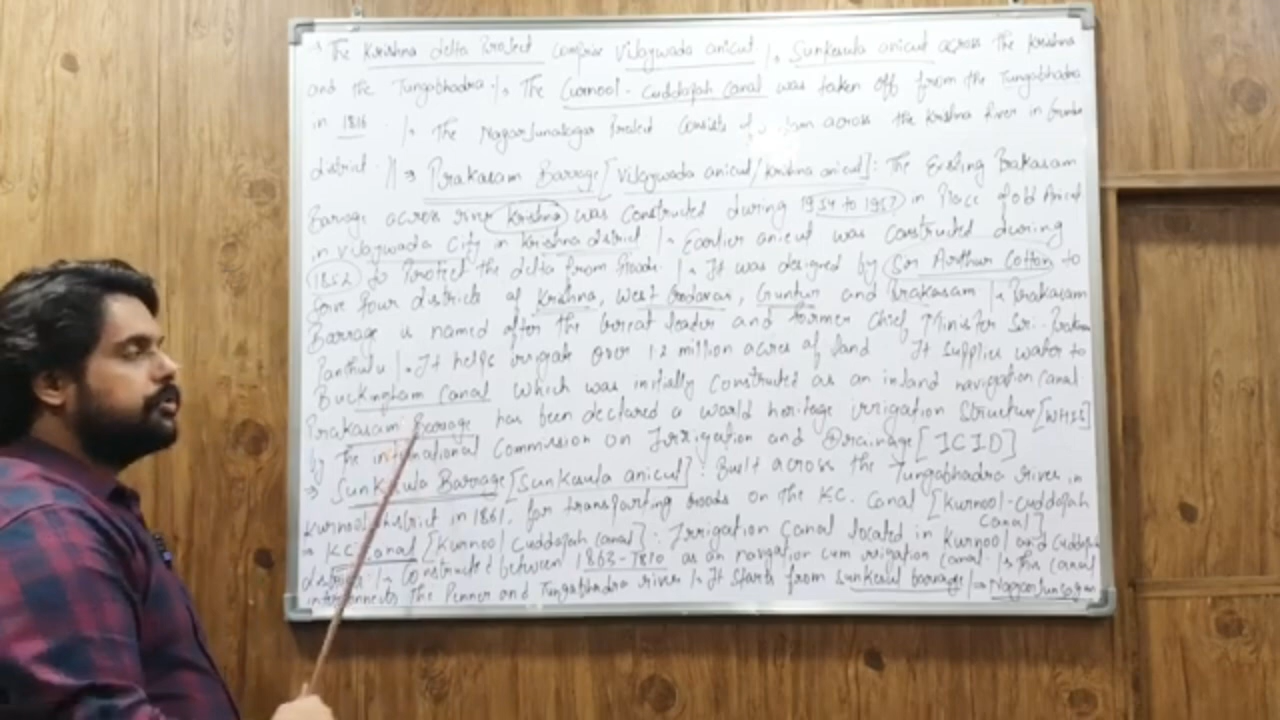 → The Krishna delta Project comprise Vijaywada anicut |→ Sunkesula anicut across the Krishna
and the Tungabhadra |→ The Curnool - Cuddapah Canal was taken off from the Tungabhadra
in 1816 |→ The Nagarjunasagar Project Consists of across the Krishna River in
district || → Prakasam Barrage [Vijaywada anicut/Krishna anicut]: The Existing Prakasam
Barrage across river Krishna was Constructed during 1954 to 1957 in Place of old Anicut
in Vijaywada City in Krishna district |→ Earlier anicut was constructed during
1852 to Protect the delta from floods |→ It was designed by Sir Arthur Cotton to
four districts of Krishna, West Godavari, Guntur and Prakasam |→ Prakasam
Barrage is named after the Great leader and former Chief Minister Sri. Prakasam
Panthulu |→ It helps irrigate over 1.2 million acres of land It supplies water to
Buckingham Canal which was initially constructed as an inland navigation canal
Prakasam Barrage has been declared a world heritage irrigation Structure [WHIS]
by the international Commission on Irrigation and Drainage [ICID]
→ Sunkesula Barrage [Sunkesula anicut]: Built across the Tungabhadra river in
Kurnool district in 1861, for transporting goods on the K.C. Canal [Kurnool-Cuddapah
Canal]
→ KC Canal [Kurnool Cuddapah Canal]: Irrigation Canal located in Kurnool and Cuddapah
districts |→ Constructed between 1863-1870 as an navigation cum irrigation canal |→ This canal
interconnects the Penner and Tungabhadra rivers |→ It starts from Sunkesula barrage |→ Nagarjunsagar